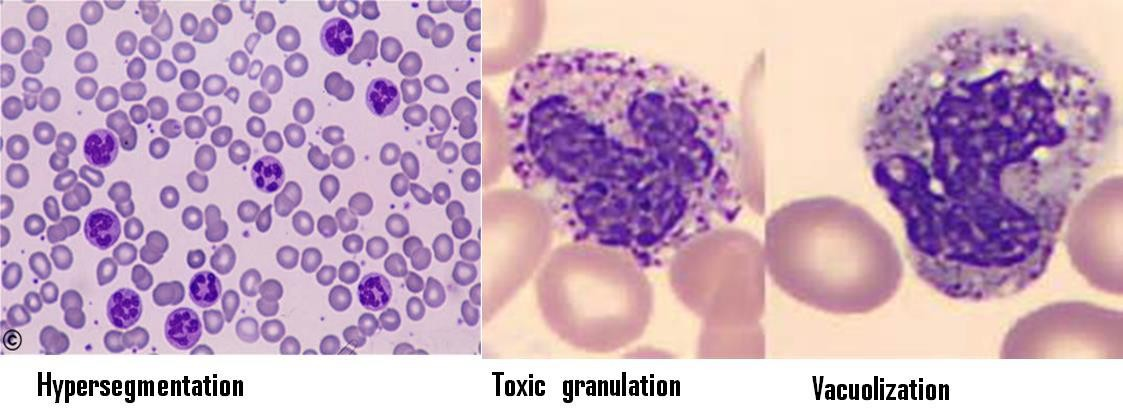 ©
Hypersegmentation
Toxic granulation
Vacuolization